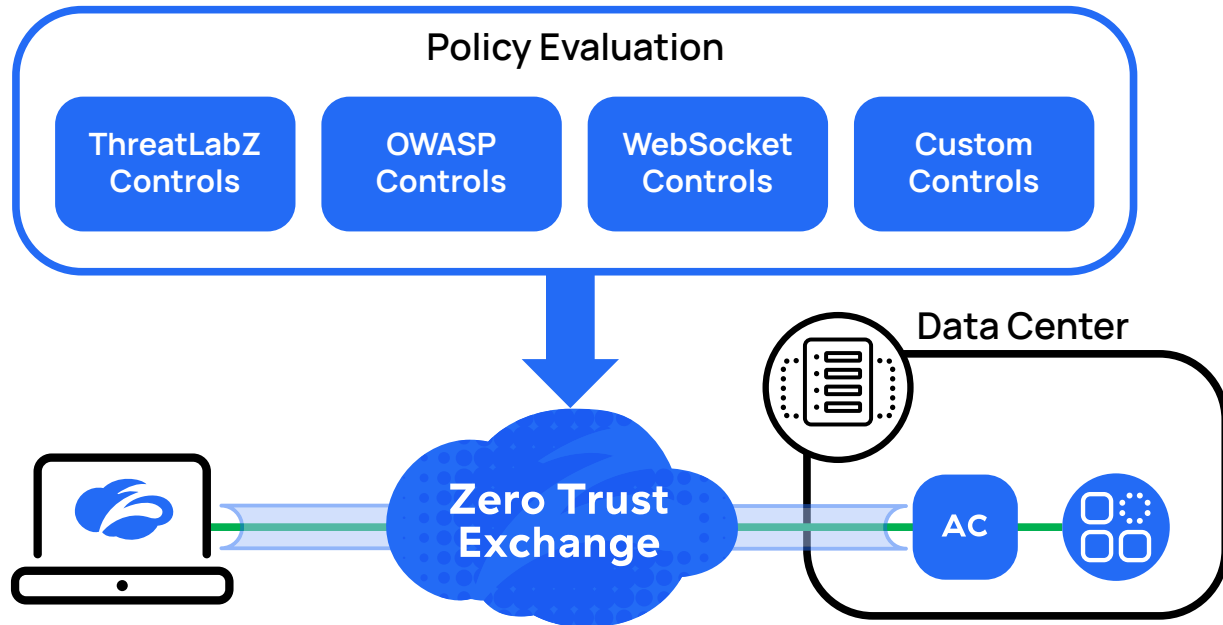 Policy Evaluation
ThreatLabZ
Controls
OWASP
Controls
WebSocket
Controls
Custom
Controls
Data Center
Zero Trust
Exchange
AC